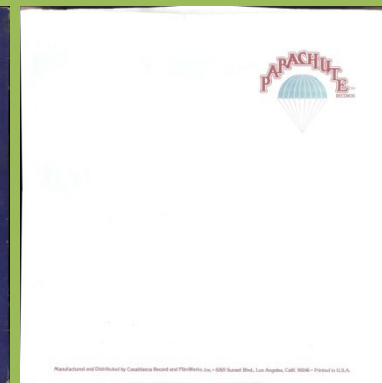 PARACHUTE
RECORDS
Manufactured and Distributed by Casablanca Record and FilmWorks, Inc. • 8255 Sunset Blvd., Los Angeles, Calif. 90046 • Printed in U.S.A.